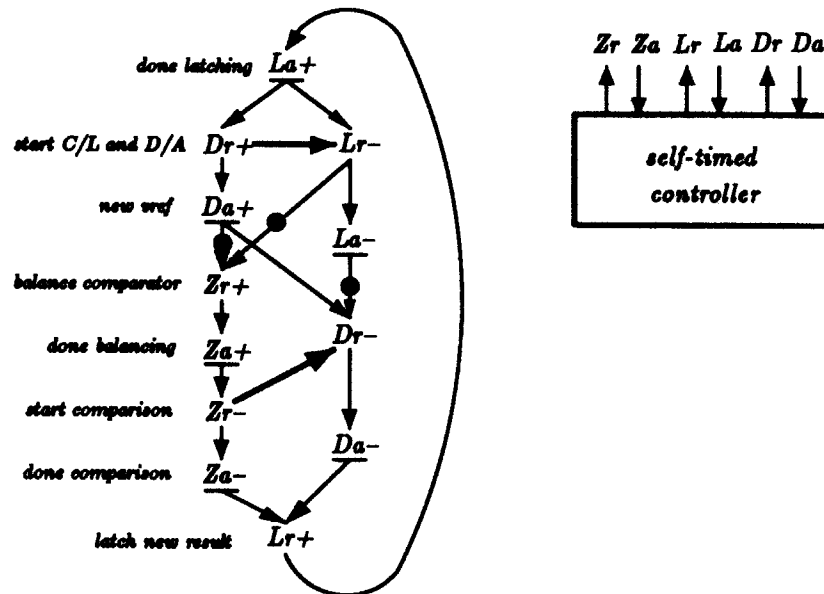 done latching La+
start C/L and D/A Dr+ Lr-
new vref Da+
La-
balance comparator Zr+
Dr-
done balancing Za+
start comparison Zr-
Da-
done comparison Za-
latch new result Lr+
Zr Za Lr La Dr Da
self-timed
controller